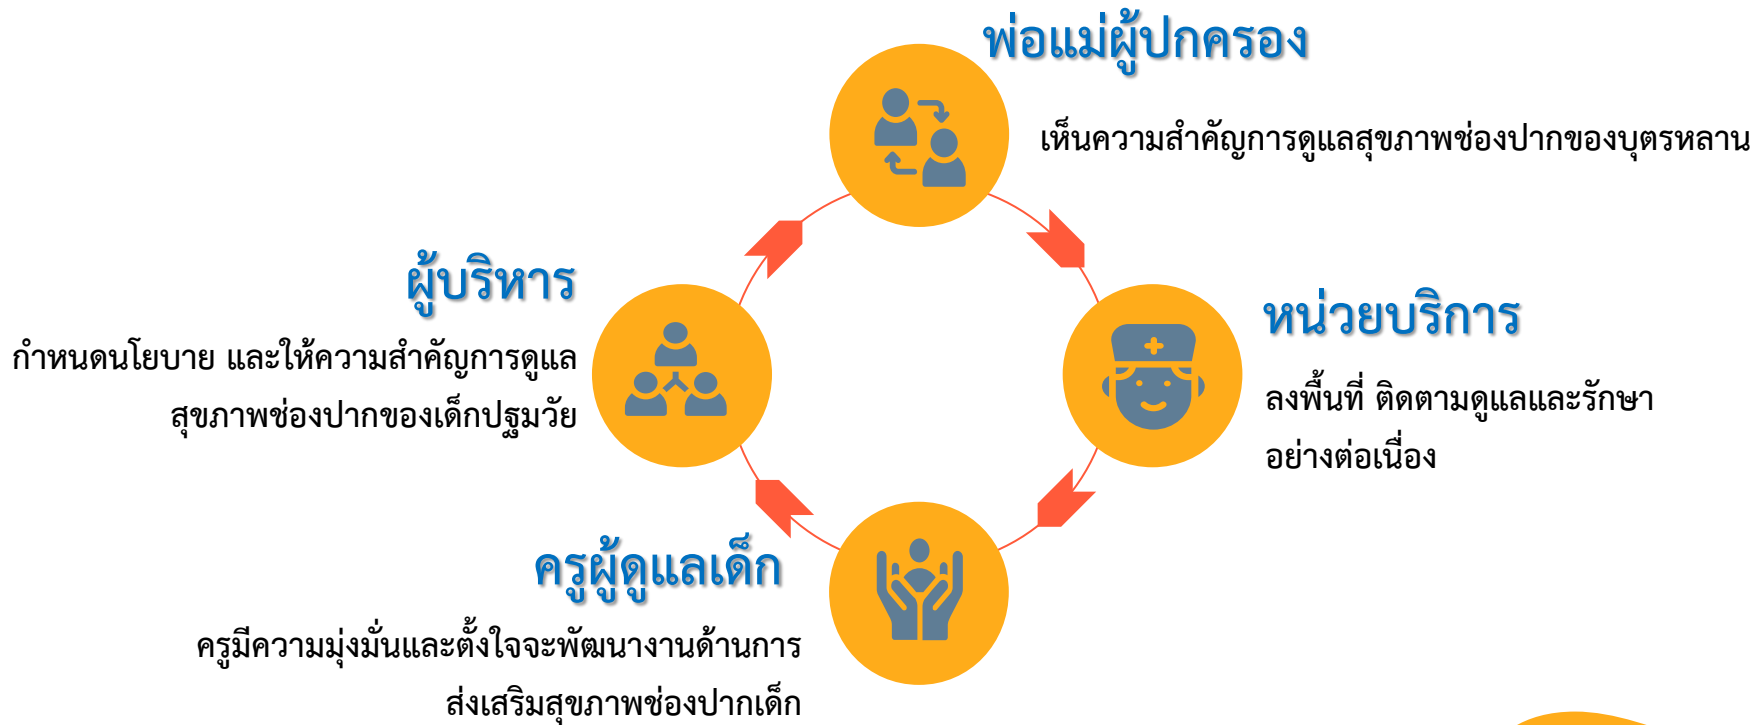 พ่อแม่ผู้ปกครอง
เห็นความสำคัญการดูแลสุขภาพช่องปากของบุตรหลาน
หน่วยบริการ
ลงพื้นที่ ติดตามดูแลและรักษา
อย่างต่อเนื่อง
ครูผู้ดูแลเด็ก
ครูมีความมุ่งมั่นและตั้งใจจะพัฒนางานด้านการ
ส่งเสริมสุขภาพช่องปากเด็ก
ผู้บริหาร
กำหนดนโยบาย และให้ความสำคัญการดูแล
สุขภาพช่องปากของเด็กปฐมวัย